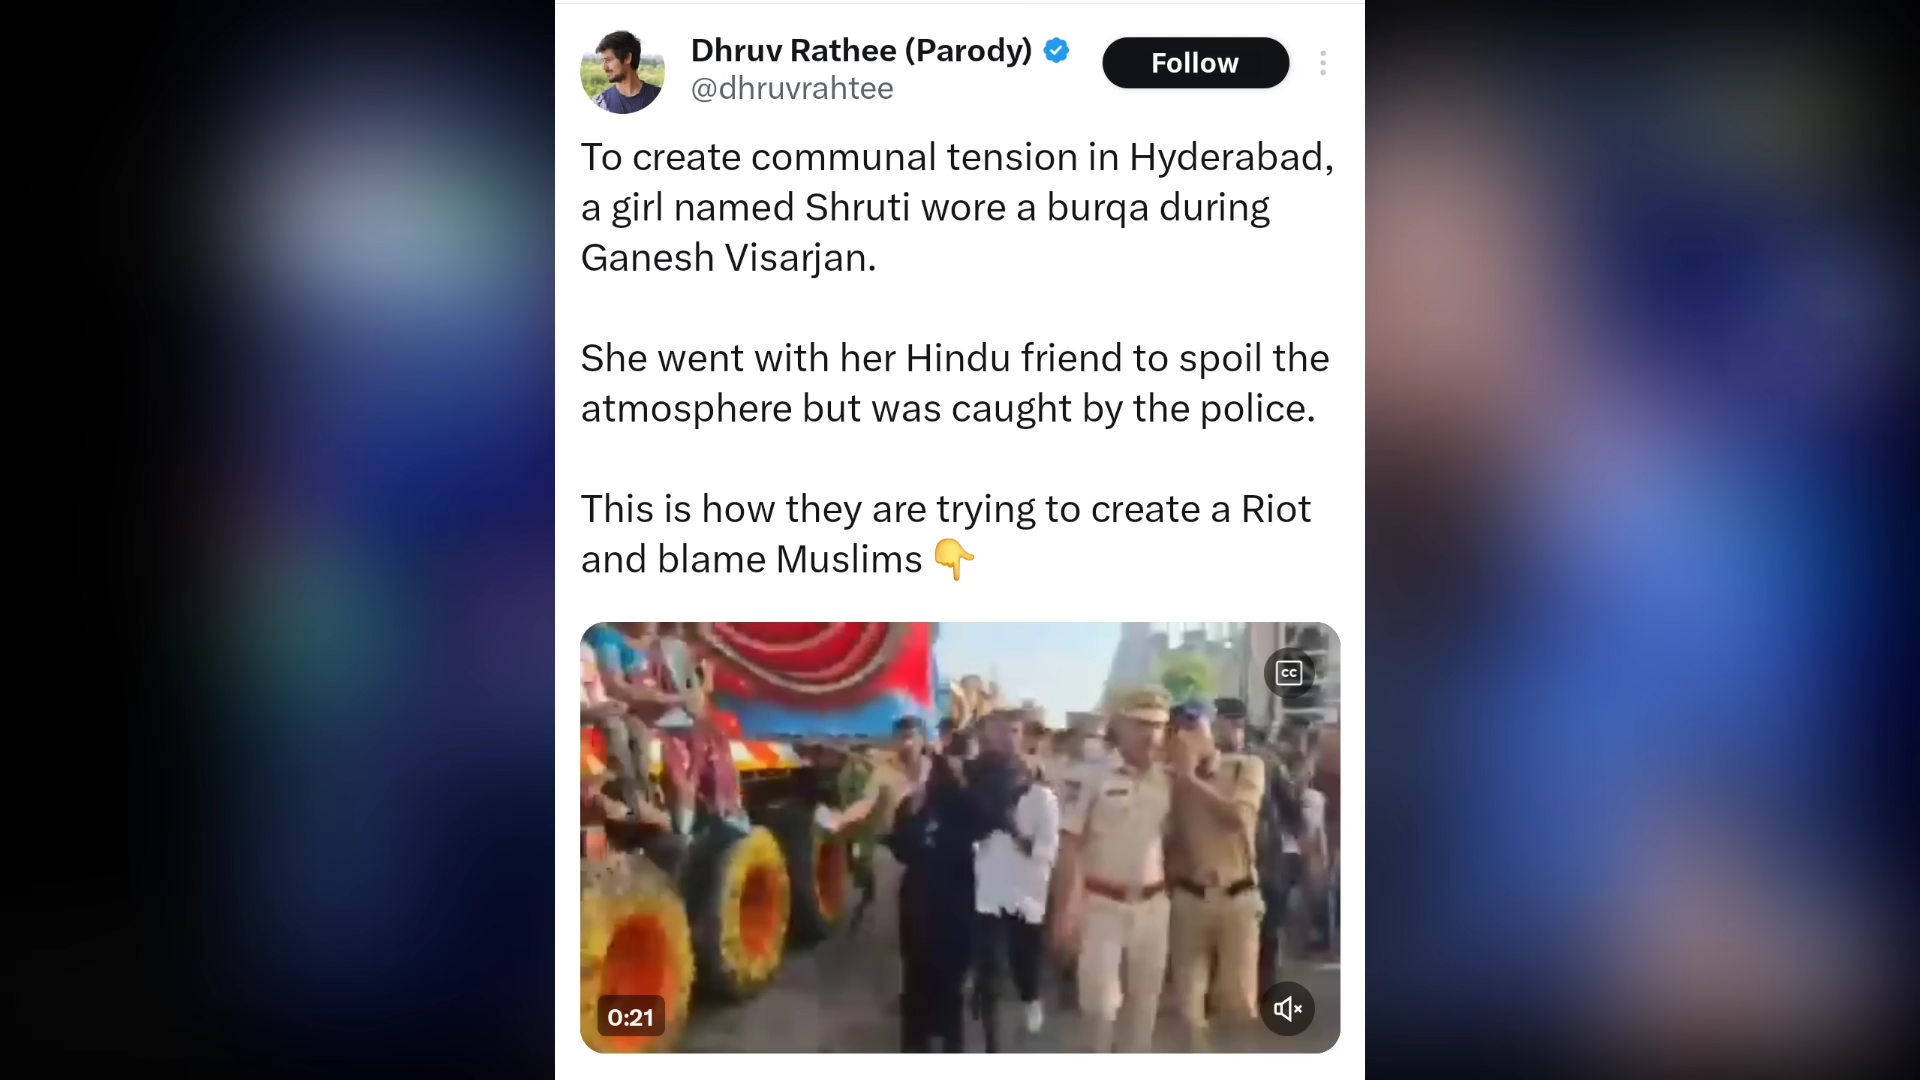 Dhruv Rathee (Parody)
Follow
@dhruvrahtee
To create communal tension in Hyderabad,
a girl named Shruti wore a burqa during
Ganesh Visarjan.
She went with her Hindu friend to spoil the
atmosphere but was caught by the police.
This is how they are trying to create a Riot
and blame Muslims 👇
CC
0:21